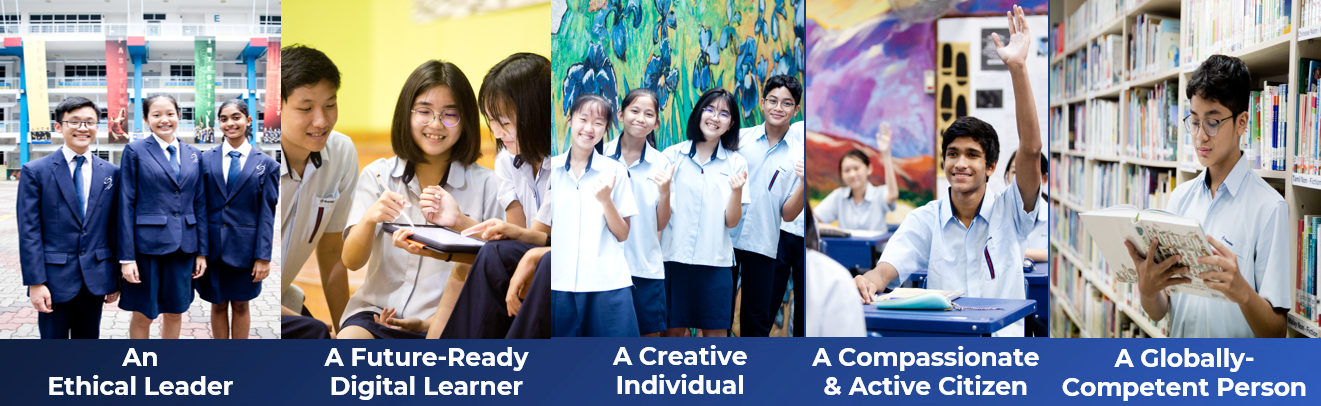 E
An
Ethical Leader
A Future-Ready
Digital Learner
A Creative
Individual
A Compassionate
& Active Citizen
A Globally-
Competent Person